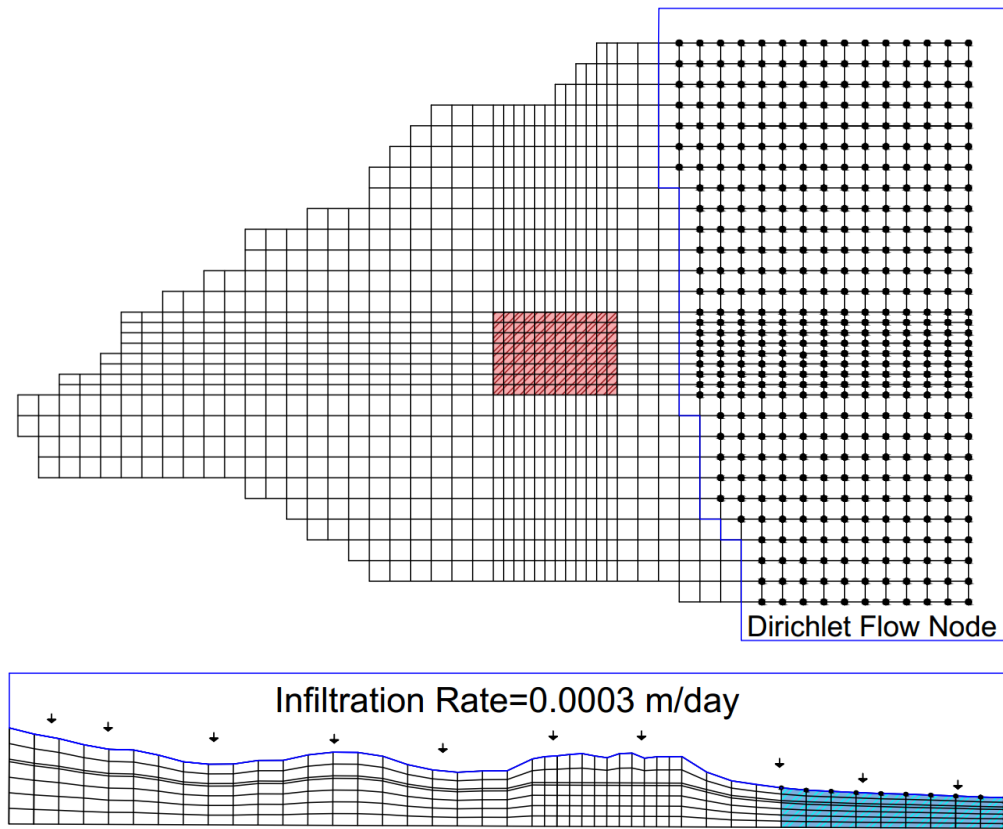 Dirichlet Flow Node
Infiltration Rate=0.0003 m/day